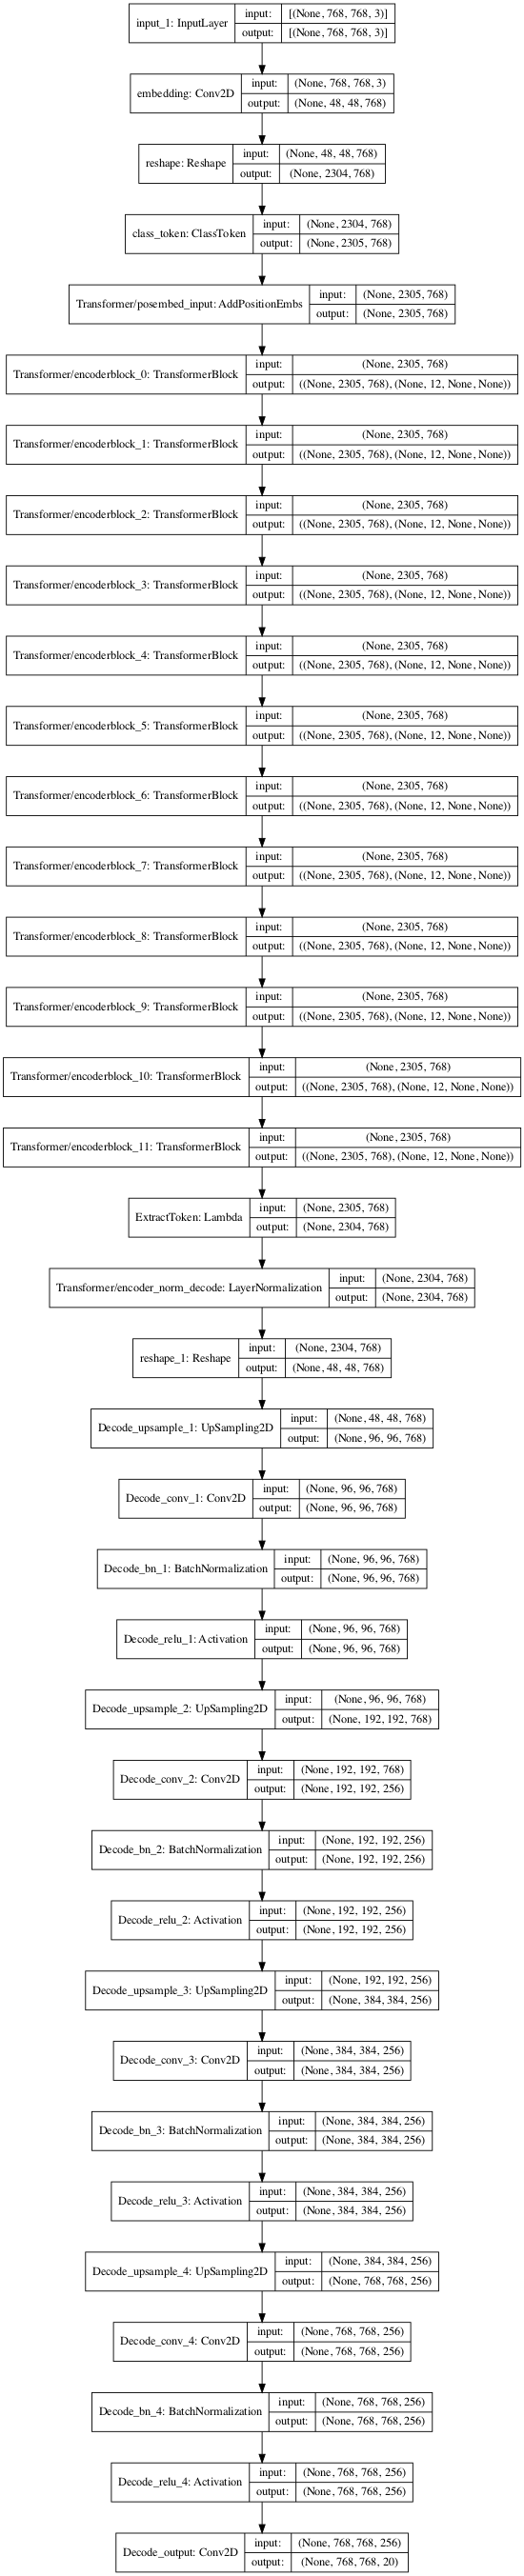 input_1: InputLayer
input: [(None, 768, 768, 3)]
output: [(None, 768, 768, 3)]
embedding: Conv2D
input: (None, 768, 768, 3)
output: (None, 48, 48, 768)
reshape: Reshape
input: (None, 48, 48, 768)
output: (None, 2304, 768)
class_token: ClassToken
input: (None, 2304, 768)
output: (None, 2305, 768)
Transformer/posembed_input: AddPositionEmbs
input: (None, 2305, 768)
output: (None, 2305, 768)
Transformer/encoderblock_0: TransformerBlock
input: (None, 2305, 768)
output: ((None, 2305, 768), (None, 12, None, None))
Transformer/encoderblock_1: TransformerBlock
input: (None, 2305, 768)
output: ((None, 2305, 768), (None, 12, None, None))
Transformer/encoderblock_2: TransformerBlock
input: (None, 2305, 768)
output: ((None, 2305, 768), (None, 12, None, None))
Transformer/encoderblock_3: TransformerBlock
input: (None, 2305, 768)
output: ((None, 2305, 768), (None, 12, None, None))
Transformer/encoderblock_4: TransformerBlock
input: (None, 2305, 768)
output: ((None, 2305, 768), (None, 12, None, None))
Transformer/encoderblock_5: TransformerBlock
input: (None, 2305, 768)
output: ((None, 2305, 768), (None, 12, None, None))
Transformer/encoderblock_6: TransformerBlock
input: (None, 2305, 768)
output: ((None, 2305, 768), (None, 12, None, None))
Transformer/encoderblock_7: TransformerBlock
input: (None, 2305, 768)
output: ((None, 2305, 768), (None, 12, None, None))
Transformer/encoderblock_8: TransformerBlock
input: (None, 2305, 768)
output: ((None, 2305, 768), (None, 12, None, None))
Transformer/encoderblock_9: TransformerBlock
input: (None, 2305, 768)
output: ((None, 2305, 768), (None, 12, None, None))
Transformer/encoderblock_10: TransformerBlock
input: (None, 2305, 768)
output: ((None, 2305, 768), (None, 12, None, None))
Transformer/encoderblock_11: TransformerBlock
input: (None, 2305, 768)
output: ((None, 2305, 768), (None, 12, None, None))
ExtractToken: Lambda
input: (None, 2305, 768)
output: (None, 2304, 768)
Transformer/encoder_norm_decode: LayerNormalization
input: (None, 2304, 768)
output: (None, 2304, 768)
reshape_1: Reshape
input: (None, 2304, 768)
output: (None, 48, 48, 768)
Decode_upsample_1: UpSampling2D
input: (None, 48, 48, 768)
output: (None, 96, 96, 768)
Decode_conv_1: Conv2D
input: (None, 96, 96, 768)
output: (None, 96, 96, 768)
Decode_bn_1: BatchNormalization
input: (None, 96, 96, 768)
output: (None, 96, 96, 768)
Decode_relu_1: Activation
input: (None, 96, 96, 768)
output: (None, 96, 96, 768)
Decode_upsample_2: UpSampling2D
input: (None, 96, 96, 768)
output: (None, 192, 192, 768)
Decode_conv_2: Conv2D
input: (None, 192, 192, 768)
output: (None, 192, 192, 256)
Decode_bn_2: BatchNormalization
input: (None, 192, 192, 256)
output: (None, 192, 192, 256)
Decode_relu_2: Activation
input: (None, 192, 192, 256)
output: (None, 192, 192, 256)
Decode_upsample_3: UpSampling2D
input: (None, 192, 192, 256)
output: (None, 384, 384, 256)
Decode_conv_3: Conv2D
input: (None, 384, 384, 256)
output: (None, 384, 384, 256)
Decode_bn_3: BatchNormalization
input: (None, 384, 384, 256)
output: (None, 384, 384, 256)
Decode_relu_3: Activation
input: (None, 384, 384, 256)
output: (None, 384, 384, 256)
Decode_upsample_4: UpSampling2D
input: (None, 384, 384, 256)
output: (None, 768, 768, 256)
Decode_conv_4: Conv2D
input: (None, 768, 768, 256)
output: (None, 768, 768, 256)
Decode_bn_4: BatchNormalization
input: (None, 768, 768, 256)
output: (None, 768, 768, 256)
Decode_relu_4: Activation
input: (None, 768, 768, 256)
output: (None, 768, 768, 256)
Decode_output: Conv2D
input: (None, 768, 768, 256)
output: (None, 768, 768, 20)